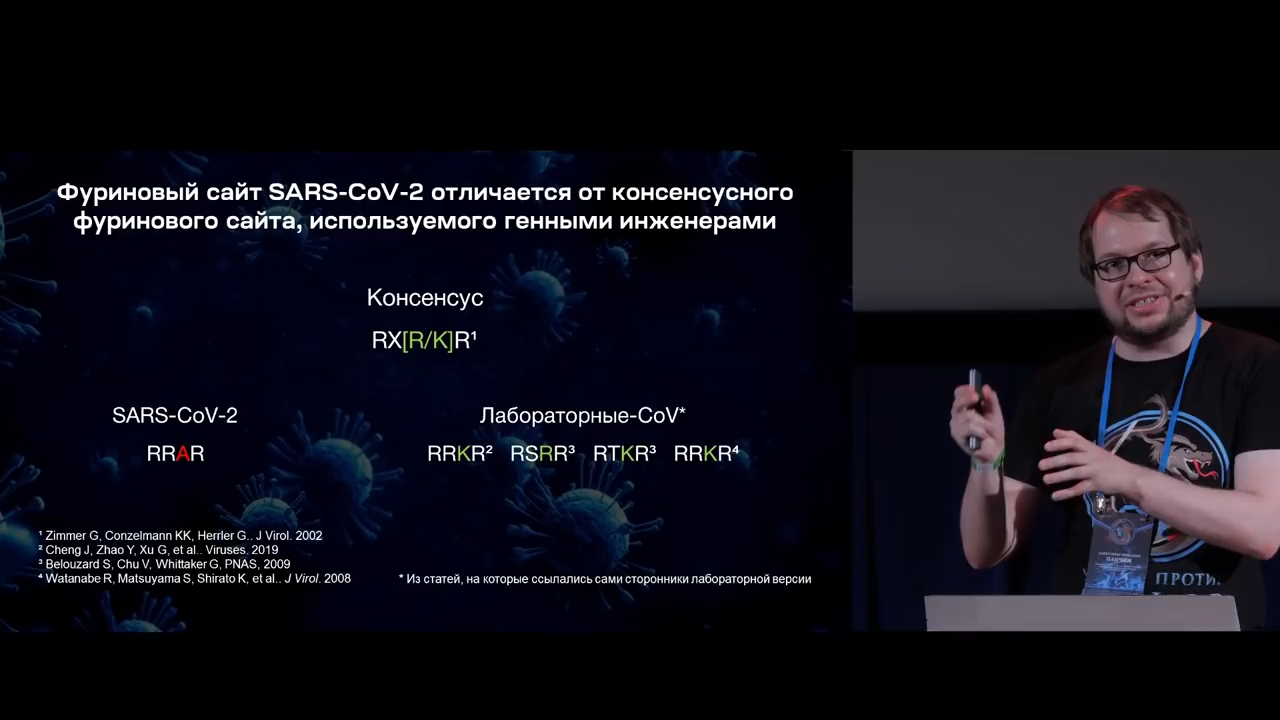 Фуриновый сайт SARS-CoV-2 отличается от консенсусного
фуринового сайта, используемого генными инженерами
Консенсус
RX[R/K]R¹
SARS-CoV-2
RRAR
Лабораторные-CoV*
RRKR² RSRR³ RTKR³ RRKR⁴
¹ Zimmer G, Conzelmann KK, Herrler G.. J Virol. 2002
² Cheng J, Zhao Y, Xu G, et al.. Viruses. 2019
³ Belouzard S, Chu V, Whittaker G, PNAS, 2009
⁴ Watanabe R, Matsuyama S, Shirato K, et al.. J Virol. 2008
* Из статей, на которые ссылались сами сторонники лабораторной версии
ПРОТИ